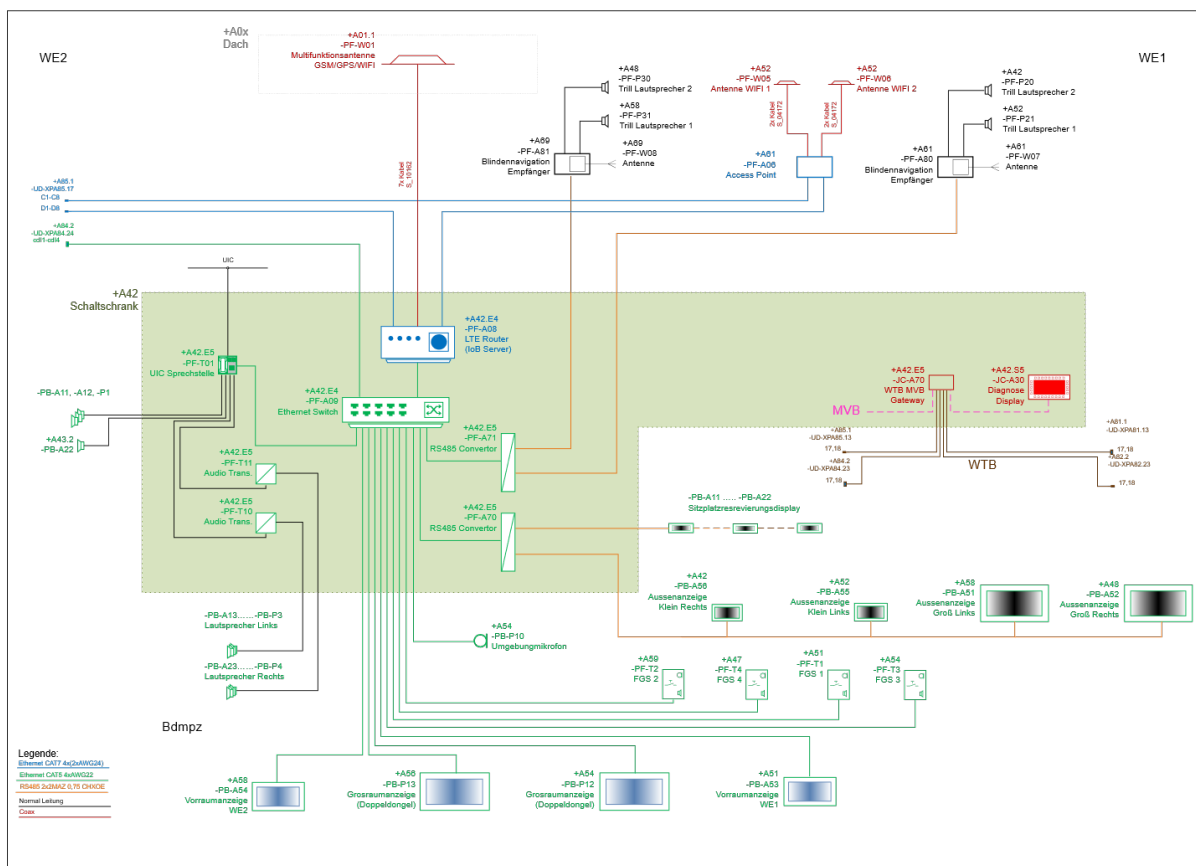 WE2
+A0x
Dach
+A01.1
-PF-W01
Multifunktionsantenne
GSM/GPS/WIFI
7x Kabel
S_10162
+A48
-PF-P30
Trill Lautsprecher 2
+A58
-PF-P31
Trill Lautsprecher 1
+A69
-PF-A81
Blindennavigation
Empfänger
+A69
-PF-W08
Antenne
+A52
-PF-W05
Antenne WIFI 1
+A52
-PF-W06
Antenne WIFI 2
2x Kabel
S_04172
2x Kabel
S_04172
+A61
-PF-A06
Access Point
WE1
+A42
-PF-P20
Trill Lautsprecher 2
+A52
-PF-P21
Trill Lautsprecher 1
+A61
-PF-A80
Blindennavigation
Empfänger
+A61
-PF-W07
Antenne
+A85.1
-UD-XPA85.17
C1-C8
D1-D8
+A84.2
-UD-XPA84.24
cdl1-cdl4
UIC
+A42
Schaltschrank
+A42.E4
-PF-A08
LTE Router
(IoB Server)
+A42.E5
-PF-T01
UIC Sprechstelle
+A42.E4
-PF-A09
Ethernet Switch
-PB-A11, -A12, -P1
+A43.2
-PB-A22
+A42.E5
-PF-T11
Audio Trans.
+A42.E5
-PF-T10
Audio Trans.
+A42.E5
-PF-A71
RS485 Convertor
+A42.E5
-PF-A70
RS485 Convertor
+A42.E5
-JC-A70
WTB MVB
Gateway
+A42.S5
-JC-A30
Diagnose
Display
MVB
+A85.1
-UD-XPA85.13
17,18
+A84.2
-UD-XPA84.23
17,18
WTB
+A81.1
-UD-XPA81.13
17,18
+A82.2
-UD-XPA82.23
17,18
-PB-A11 ..... -PB-A22
Sitzplatzresrevierungsdisplay
+A42
-PB-A56
Aussenanzeige
Klein Rechts
+A52
-PB-A55
Aussenanzeige
Klein Links
+A58
-PB-A51
Aussenanzeige
Groß Links
+A48
-PB-A52
Aussenanzeige
Groß Rechts
-PB-A13......-PB-P3
Lautsprecher Links
-PB-A23......-PB-P4
Lautsprecher Rechts
+A54
-PB-P10
Umgebungmikrofon
+A59
-PF-T2
FGS 2
+A47
-PF-T4
FGS 4
+A51
-PF-T1
FGS 1
+A54
-PF-T3
FGS 3
Bdmpz
Legende:
Ethernet CAT7 4x(2xAWG24)
Ethernet CAT5 4xAWG22
RS485 2x2MAZ 0,75 CHXOE
Normal Leilung
Coax
+A58
-PB-A54
Vorraumanzeige
WE2
+A56
-PB-P13
Grosraumanzeige
(Doppeldongel)
+A54
-PB-P12
Grosraumanzeige
(Doppeldongel)
+A51
-PB-A53
Vorraumanzeige
WE1